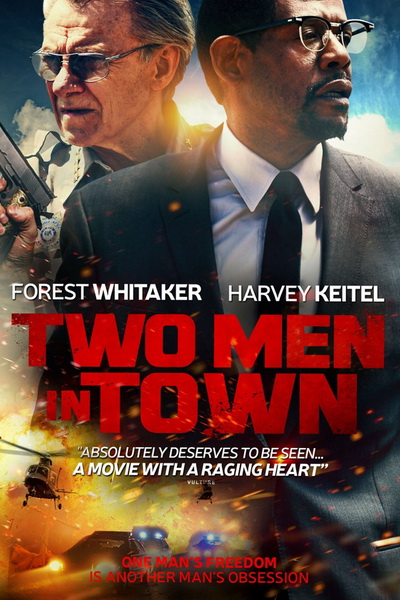 FOREST WHITAKER HARVEY KEITEL
TWO MEN
IN TOWN
"ABSOLUTELY DESERVES TO BE SEEN...
A MOVIE WITH A RAGING HEART"
VULTURE
ONE MAN'S FREEDOM
IS ANOTHER MAN'S OBSESSION